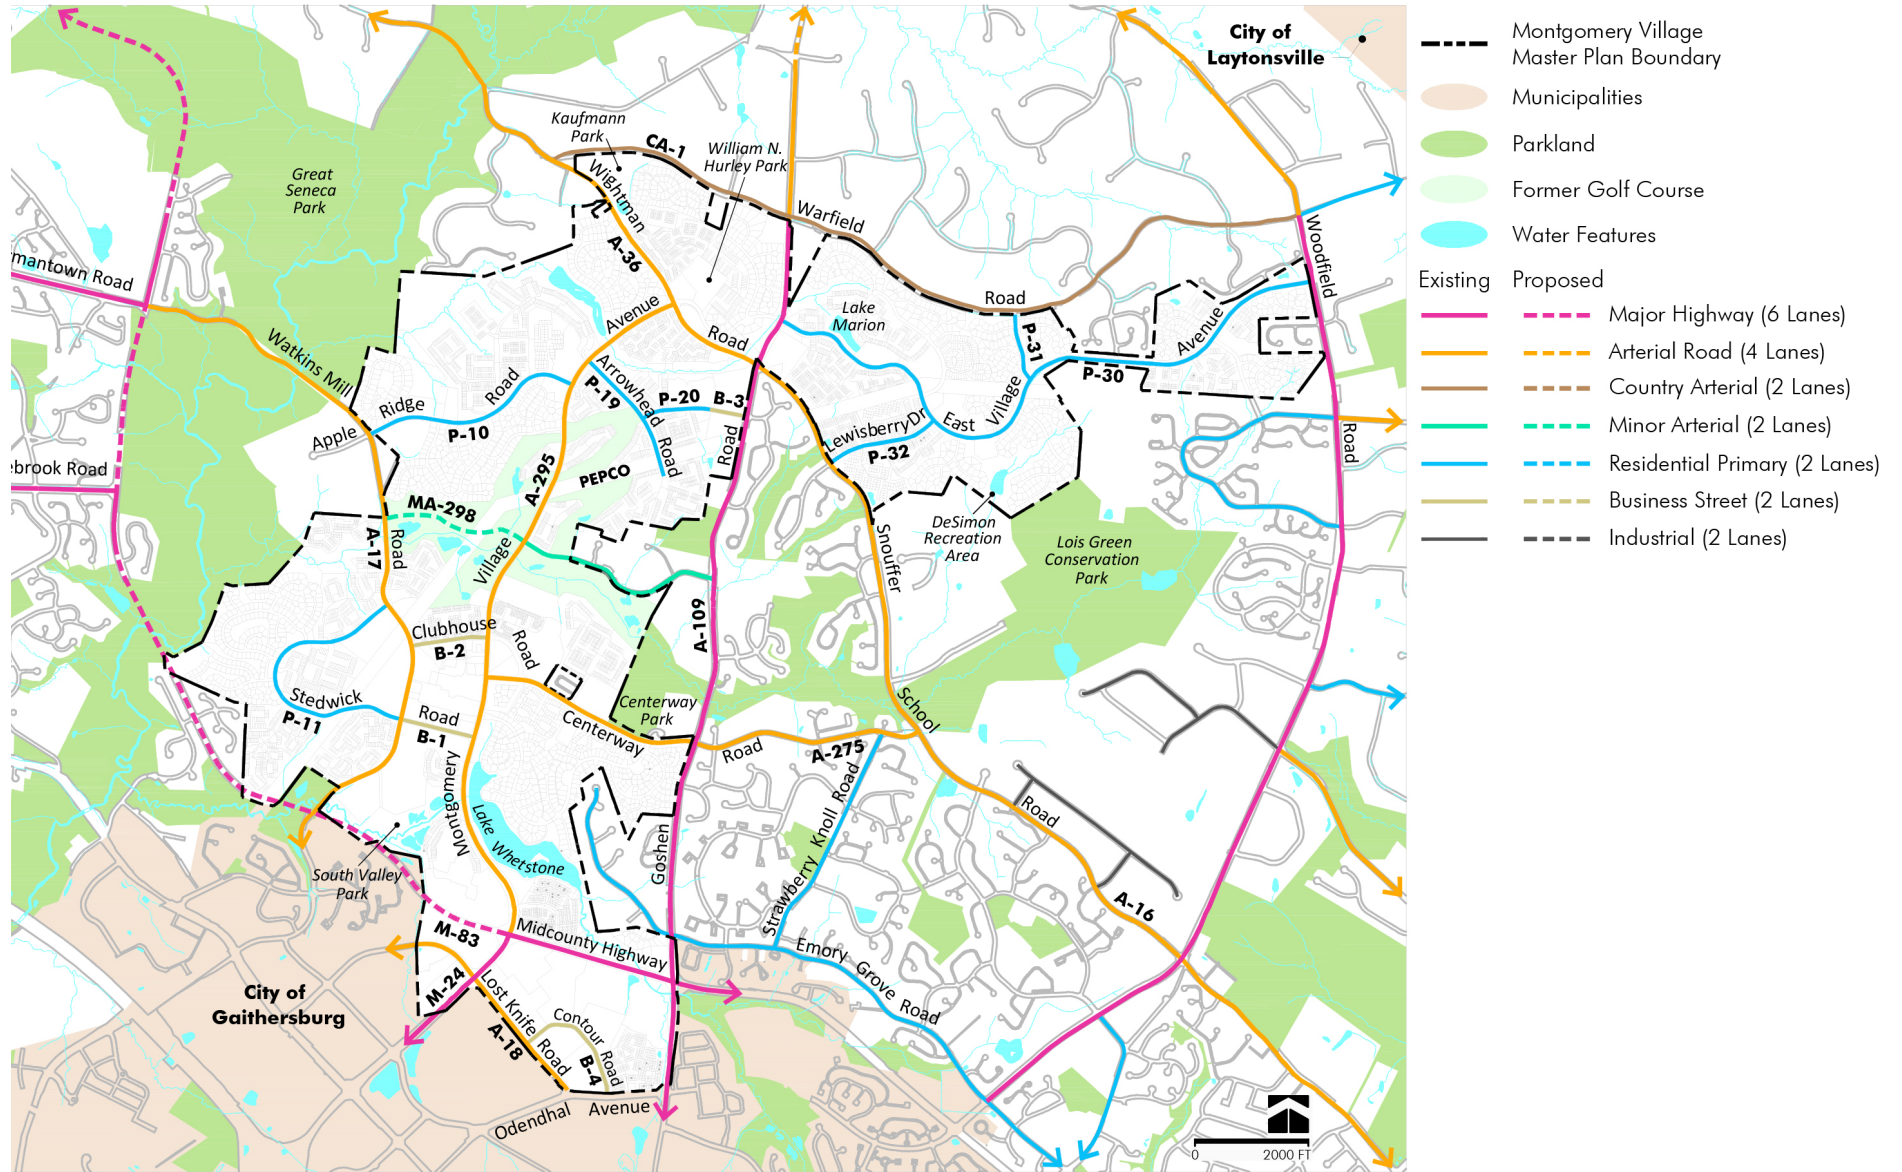 City of
Laytonsville
Kaufmann
Park
CA-1
William N.
Hurley Park
Great
Seneca
Park
Wightman
A-36
Warfield
Woodfield
rmantown Road
Avenue
Road
Lake
Marion
Road
P-31
Avenue
P-30
Watkins Mill
Arrowhead
P-19
P-20
B-3
Ridge
Road
Apple
P-10
Village
East
LewisberryDr
P-32
Road
Road
Road
ebrook Road
A-295
PEPCO
MA-298
A-17
Road
Village
DeSimon
Recreation
Area
Snouffer
Lois Green
Conservation
Park
Clubhouse
B-2
Road
A-109
Stedwick
P-11
Road
B-1
Centerway
Park
Centerway
Road
A-275
School
Montgomery
Lake
Whetstone
Goshen
Strawberry Knoll Road
Road
South Valley
Park
A-16
M-83
Midcounty Highway
Emory Grove Road
M-24
Lost Knife
Road
A-18
Contour Road
B-4
City of
Gaithersburg
Odendhal Avenue
0 2000 FT
Montgomery Village
Master Plan Boundary
Municipalities
Parkland
Former Golf Course
Water Features
Existing Proposed
Major Highway (6 Lanes)
Arterial Road (4 Lanes)
Country Arterial (2 Lanes)
Minor Arterial (2 Lanes)
Residential Primary (2 Lanes)
Business Street (2 Lanes)
Industrial (2 Lanes)